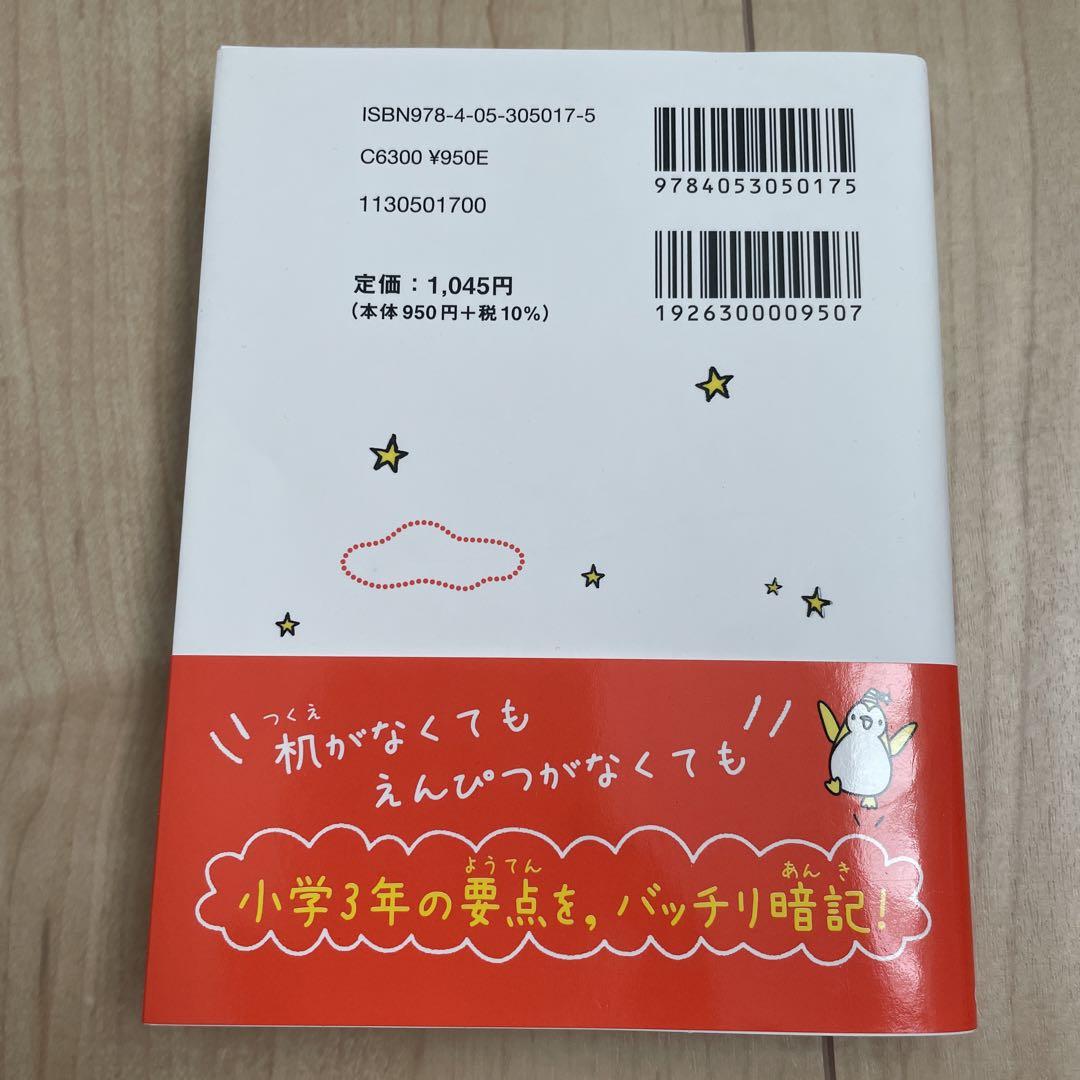 ISBN978-4-05-305017-5
C6300 ¥950E
1130501700
定価：1,045円
（本体950円＋税10%）
9784053050175
1926300009507
つくえ
机がなくても
えんぴつがなくても
ようてん
あんき
小学3年の要点を，バッチリ暗記！